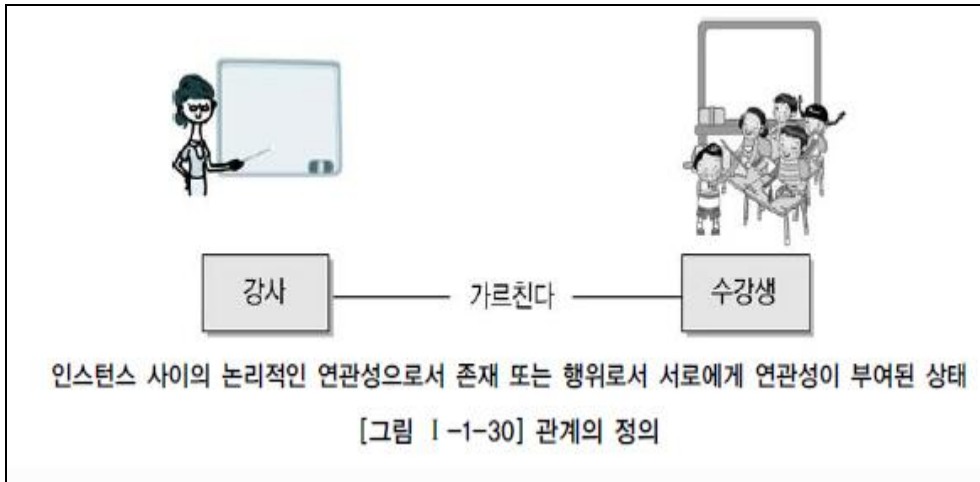 강사
가르친다
수강생
인스턴스 사이의 논리적인 연관성으로서 존재 또는 행위로서 서로에게 연관성이 부여된 상태
[그림 Ⅰ-1-30] 관계의 정의